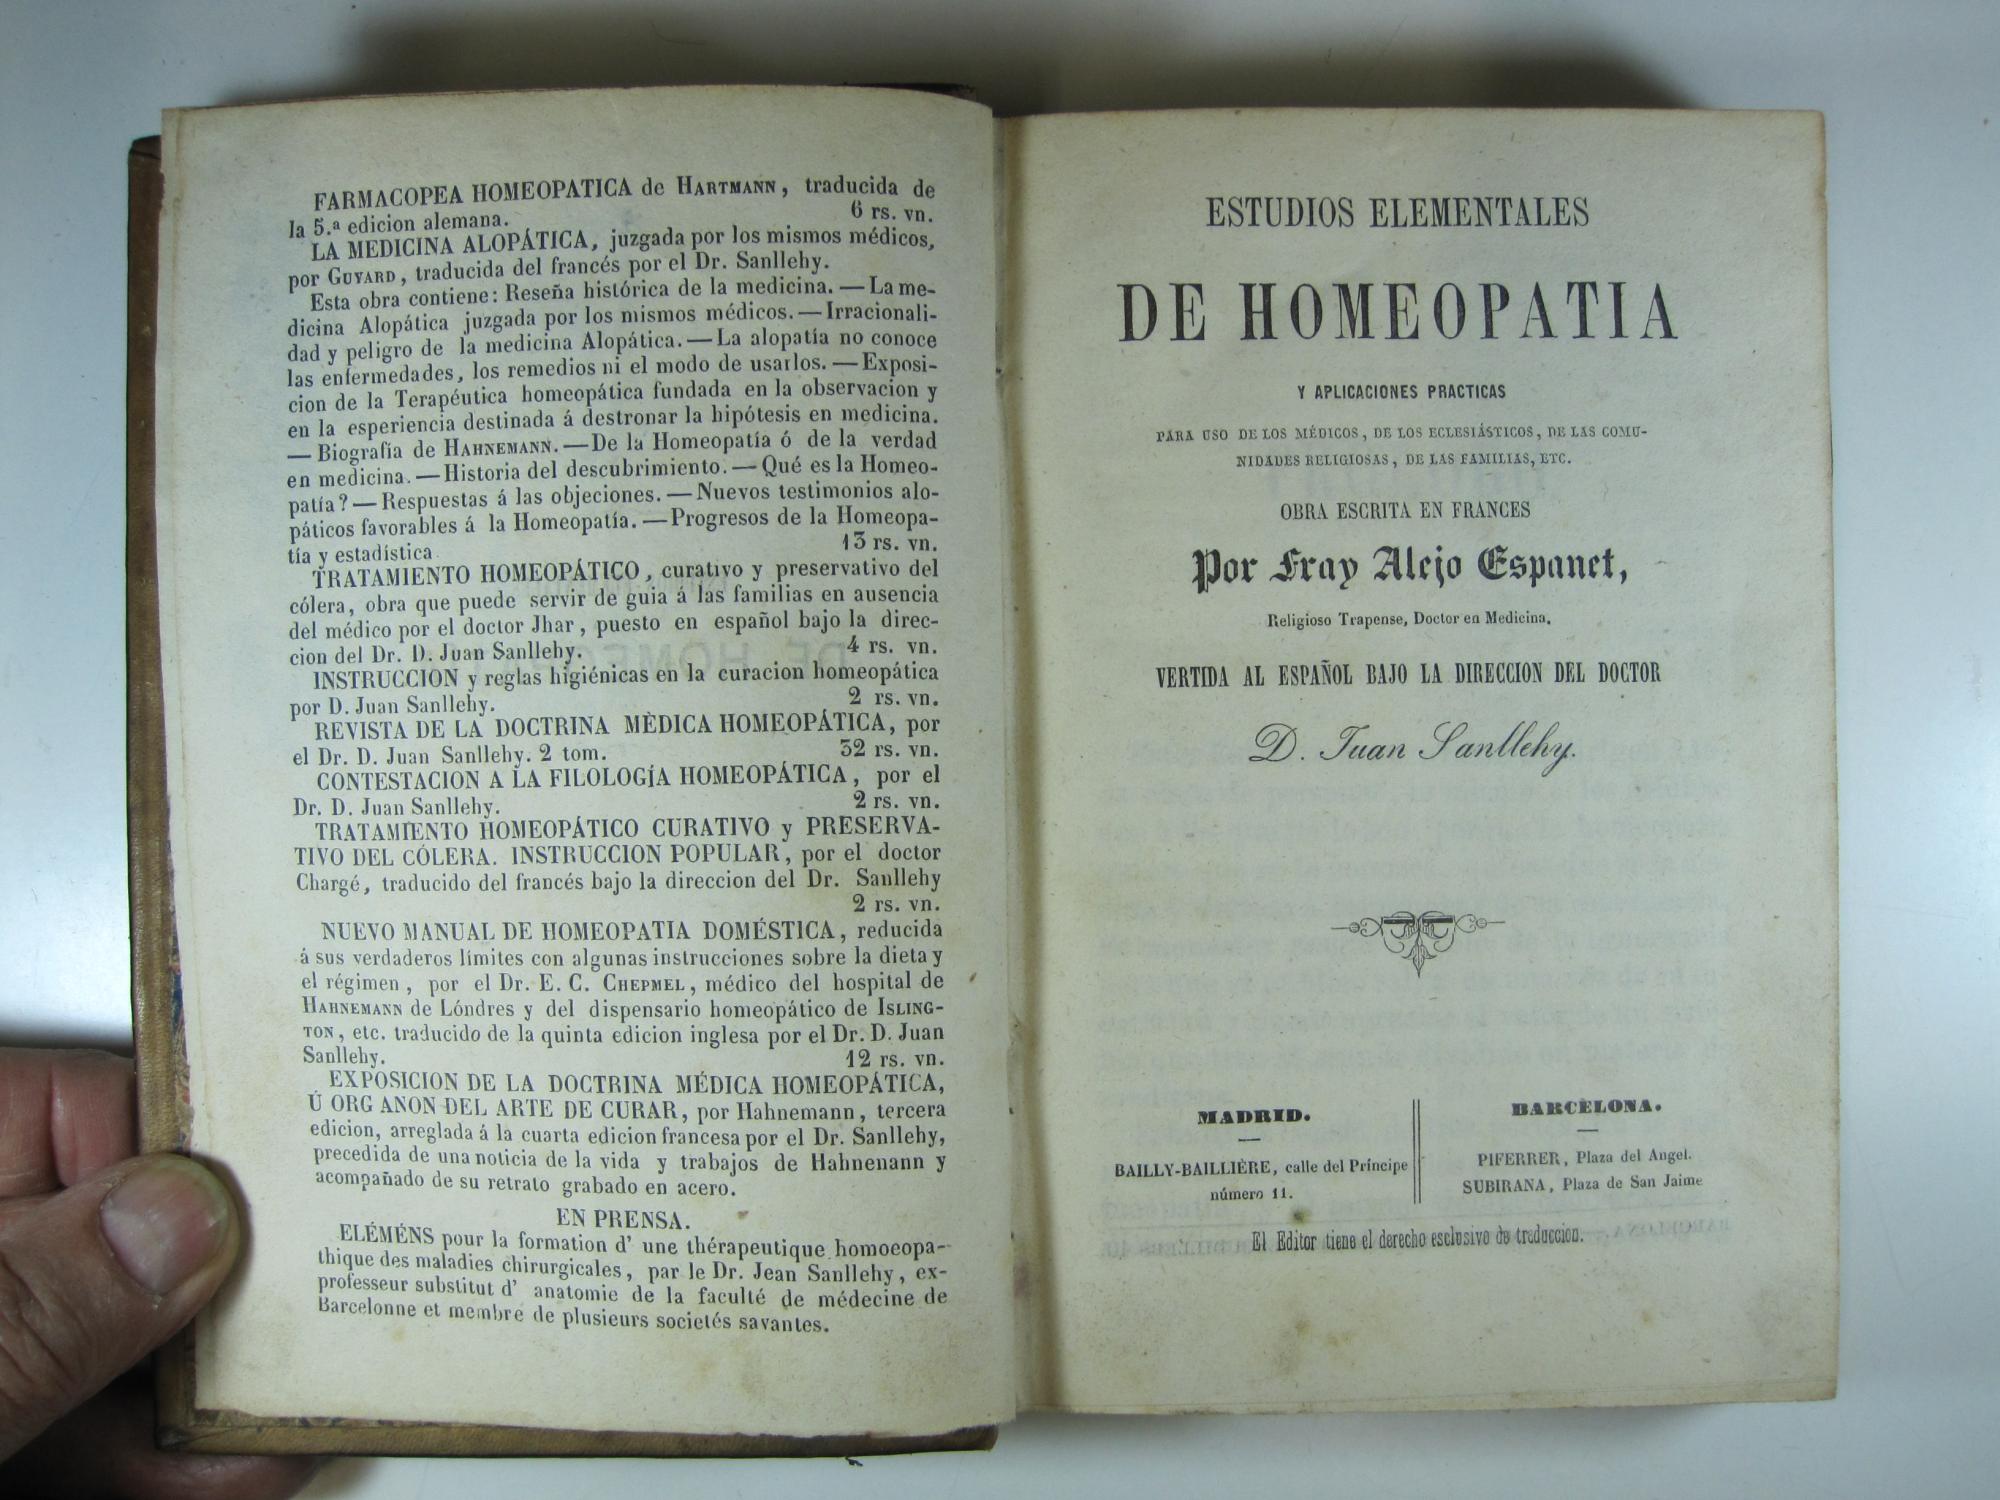 FARMACOPEA HOMEOPATICA de HARTMANN, traducida de
la 5.ª edicion alemana. 6 rs. vn.
LA MEDICINA ALOPÁTICA, juzgada por los mismos médicos,
por GUYARD, traducida del francés por el Dr. Sanllehy.
Esta obra contiene: Reseña histórica de la medicina. — La me-
dicina Alopática juzgada por los mismos médicos. — Irracionali-
dad y peligro de la medicina Alopática. — La alopatía no conoce
las enfermedades, los remedios ni el modo de usarlos. — Exposi-
cion de la Terapéutica homeopática fundada en la observacion y
en la esperiencia destinada á destronar la hipótesis en medicina.
— Biografía de HAHNEMANN. — De la Homeopatía ó de la verdad
en medicina. — Historia del descubrimiento. — Qué es la Homeo-
patía? — Respuestas á las objeciones. — Nuevos testimonios alo-
páticos favorables á la Homeopatía. — Progresos de la Homeopa-
tía y estadística 13 rs. vn.
TRATAMIENTO HOMEOPÁTICO, curativo y preservativo del
cólera, obra que puede servir de guia á las familias en ausencia
del médico por el doctor Jhar, puesto en español bajo la direc-
cion del Dr. D. Juan Sanllehy. 4 rs. vn.
INSTRUCCION y reglas higiénicas en la curacion homeopática
por D. Juan Sanllehy. 2 rs. vn.
REVISTA DE LA DOCTRINA MÈDICA HOMEOPÁTICA, por
el Dr. D. Juan Sanllehy. 2 tom. 32 rs. vn.
CONTESTACION A LA FILOLOGÍA HOMEOPÁTICA, por el
Dr. D. Juan Sanllehy. 2 rs. vn.
TRATAMIENTO HOMEOPÁTICO CURATIVO y PRESERVA-
TIVO DEL CÓLERA. INSTRUCCION POPULAR, por el doctor
Chargé, traducido del francés bajo la direccion del Dr. Sanllehy
2 rs. vn.
NUEVO MANUAL DE HOMEOPATIA DOMÉSTICA, reducida
á sus verdaderos límites con algunas instrucciones sobre la dieta y
el régimen, por el Dr. E. C. CHEPMEL, médico del hospital de
HAHNEMANN de Lóndres y del dispensario homeopático de ISLING-
TON, etc. traducido de la quinta edicion inglesa por el Dr. D. Juan
Sanllehy. 12 rs. vn.
EXPOSICION DE LA DOCTRINA MÉDICA HOMEOPÁTICA,
Ú ORG ANON DEL ARTE DE CURAR, por Hahnemann, tercera
edicion, arreglada á la cuarta edicion francesa por el Dr. Sanllehy,
precedida de una noticia de la vida y trabajos de Hahnenann y
acompañado de su retrato grabado en acero.
EN PRENSA.
ELÉMÉNS pour la formation d' une thérapeutique homoeopa-
thique des maladies chirurgicales, par le Dr. Jean Sanllehy, ex-
professeur substitut d' anatomie de la faculté de médecine de
Barcelonne et membre de plusieurs societés savantes.
ESTUDIOS ELEMENTALES
DE HOMEOPATIA
Y APLICACIONES PRACTICAS
PARA USO DE LOS MÉDICOS, DE LOS ECLESIÁSTICOS, DE LAS COMU-
NIDADES RELIGIOSAS, DE LAS FAMILIAS, ETC.
OBRA ESCRITA EN FRANCES
Por Fray Alejo Espanet,
Religioso Trapense, Doctor en Medicina.
VERTIDA AL ESPAÑOL BAJO LA DIRECCION DEL DOCTOR
D. Juan Sanllehy.
MADRID.
BAILLY-BAILLIÈRE, calle del Príncipe
número 11.
BARCELONA.
PIFERRER, Plaza del Angel.
SUBIRANA, Plaza de San Jaime
El Editor tiene el derecho esclusivo de traduccion.